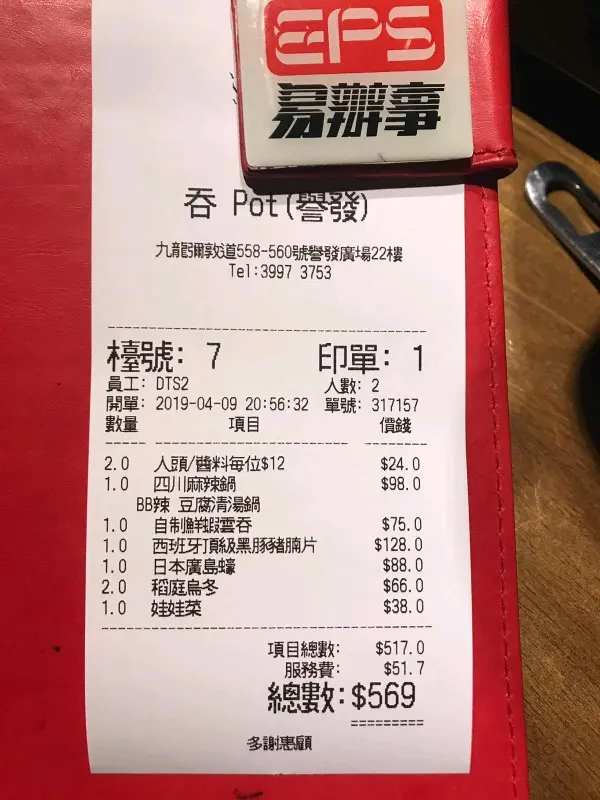 EPS
易辦事
吞 Pot(譽發)
九龍彌敦道558-560號譽發廣場22樓
Tel:3997 3753
檯號: 7 印單: 1
員工: DTS2 人數: 2
開單: 2019-04-09 20:56:32 單號: 317157
數量 項目 價錢
2.0 人頭/醬料每位$12 $24.0
1.0 四川麻辣鍋 $98.0
BB辣 豆腐清湯鍋
1.0 自制鮮蝦雲吞 $75.0
1.0 西班牙頂級黑豚豬腩片 $128.0
1.0 日本廣島蠔 $88.0
2.0 稻庭烏冬 $66.0
1.0 娃娃菜 $38.0
項目總數: $517.0
服務費: $51.7
總數: $569
多謝惠顧